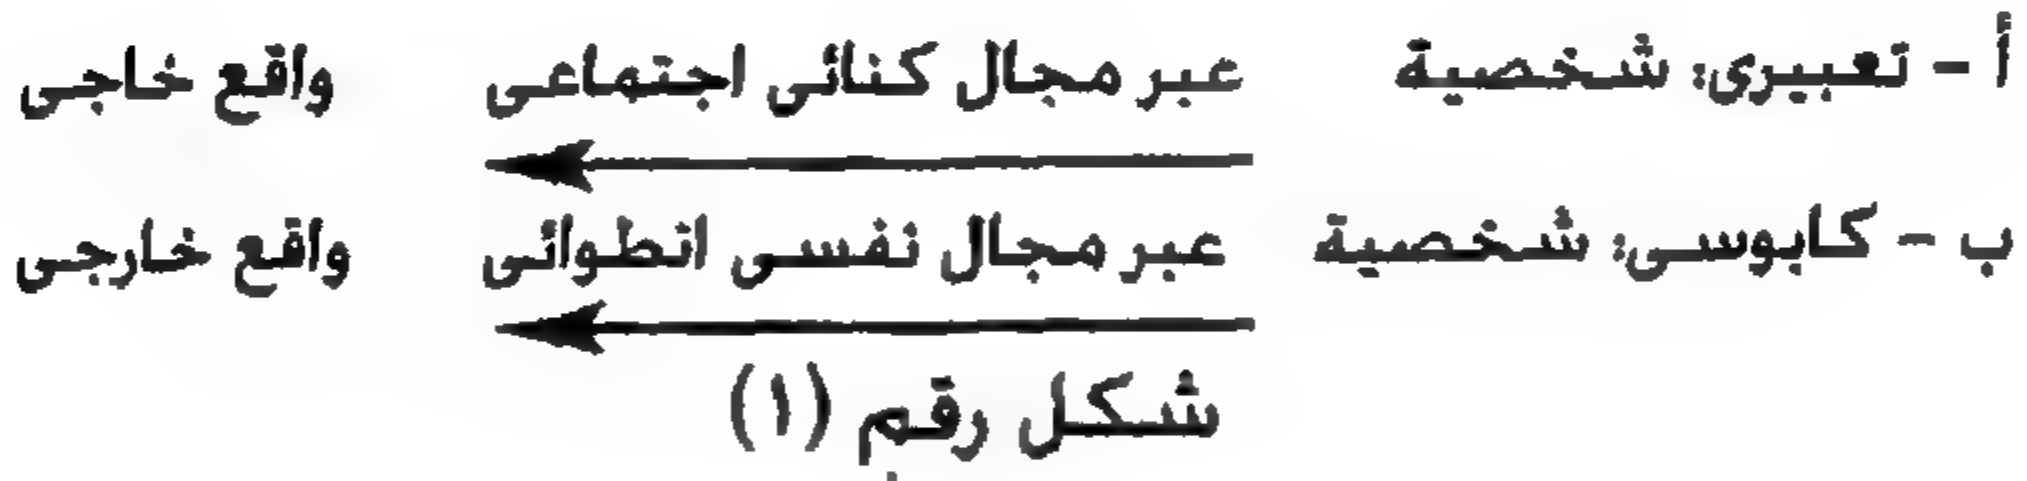 أ - تعبيرى: شخصية عبر مجال كنائى اجتماعى واقع خاجى
ب - كابوسى: شخصية عبر مجال نفسى انطوائى واقع خارجى
شكل رقم (١)